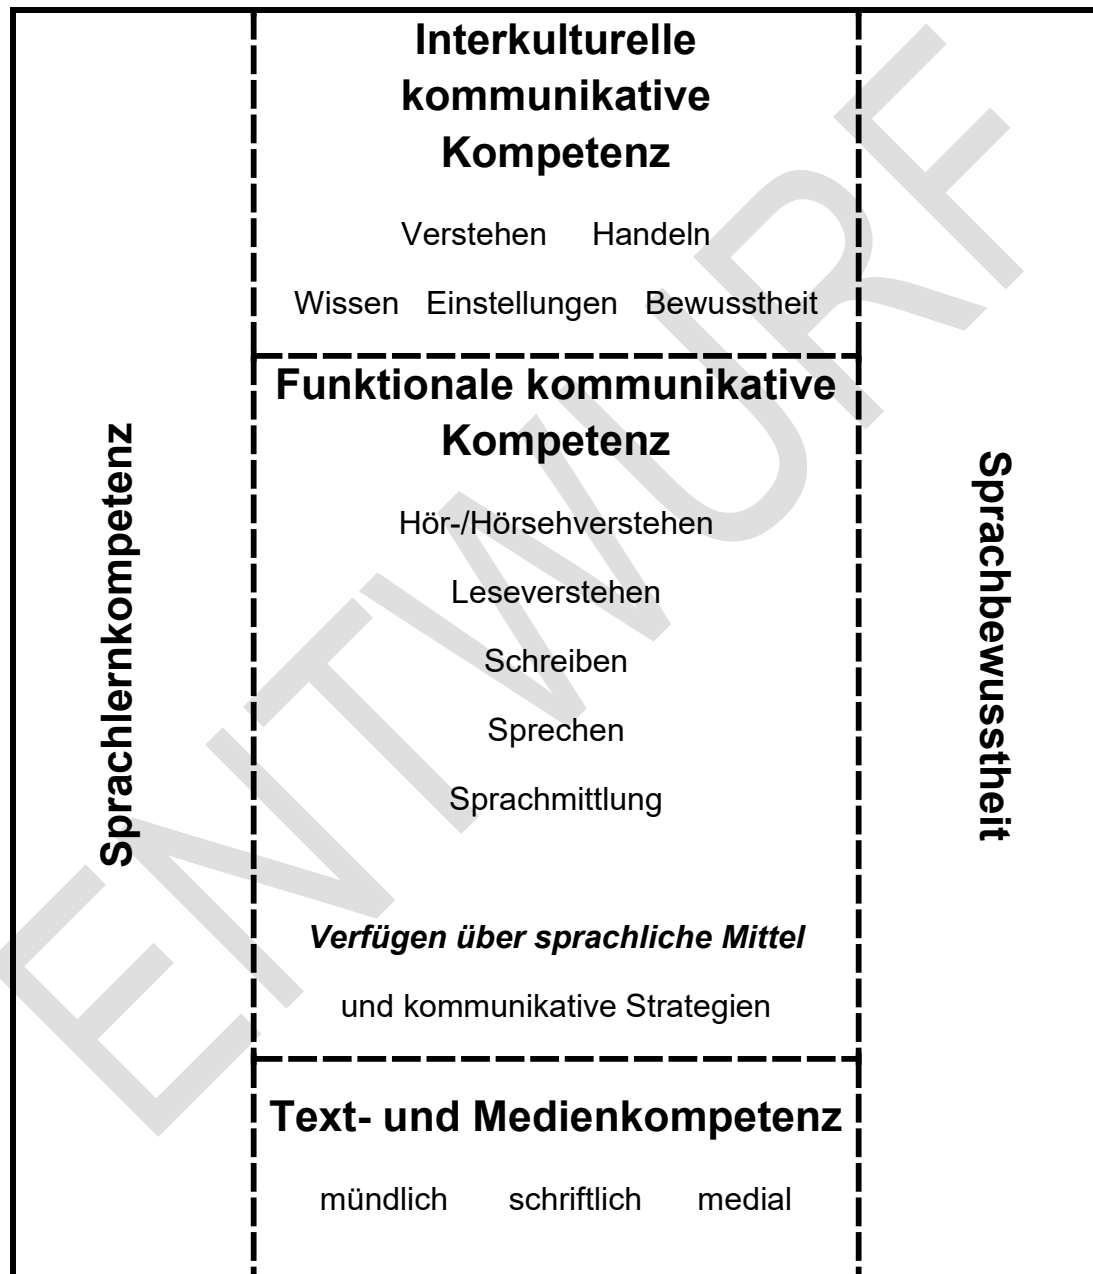 Interkulturelle
kommunikative
Kompetenz
Verstehen Handeln
Wissen Einstellungen Bewusstheit
Funktionale kommunikative
Kompetenz
Hör-/Hörsehverstehen
Leseverstehen
Schreiben
Sprechen
Sprachmittlung
Verfügen über sprachliche Mittel
und kommunikative Strategien
Text- und Medienkompetenz
mündlich schriftlich medial
Sprachlernkompetenz
Sprachbewusstheit
ENTWURF